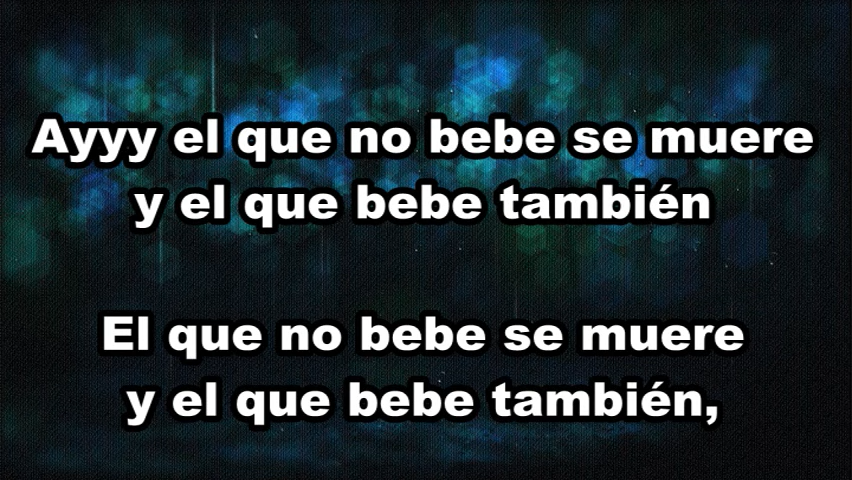 Ayyy el que no bebe se muere
y el que bebe también
El que no bebe se muere
y el que bebe también,